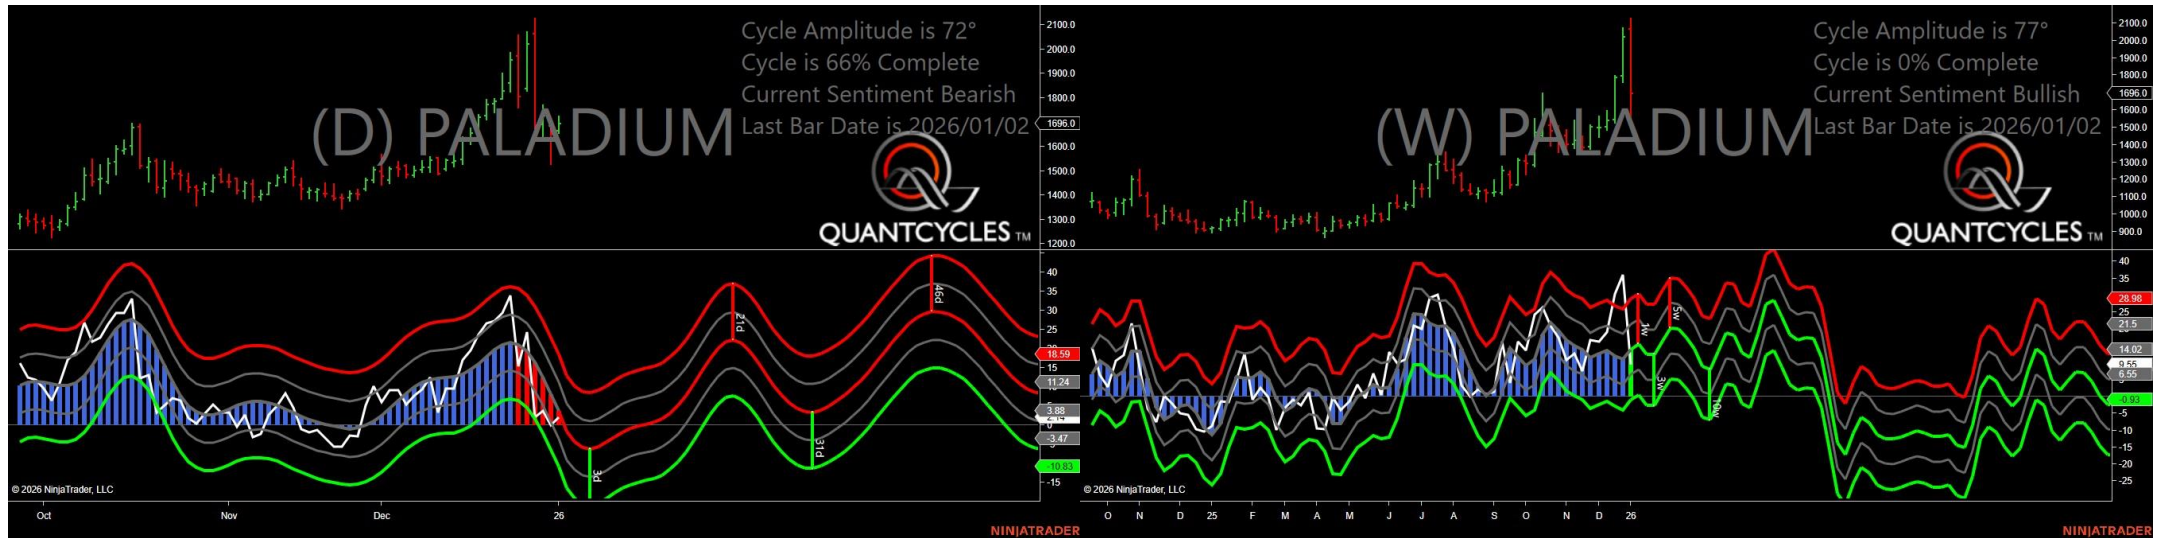 Cycle Amplitude is 72°
Cycle is 66% Complete
Current Sentiment Bearish
Last Bar Date is 2026/01/02
(D) PALADIUM
QUANTCYCLES TM
2100.0
2000.0
1900.0
1800.0
1696.0
1600.0
1500.0
1400.0
1300.0
1200.0
40
35
30
25
18.59
15
11.24
3.88
-3.47
-10.83
-15
3d
21d
31d
46d
© 2026 NinjaTrader, LLC
Oct Nov Dec 26
NINJATRADER
Cycle Amplitude is 77°
Cycle is 0% Complete
Current Sentiment Bullish
Last Bar Date is 2026/01/02
(W) PALADIUM
QUANTCYCLES TM
2100.0
2000.0
1900.0
1800.0
1696.0
1600.0
1500.0
1400.0
1300.0
1200.0
1100.0
1000.0
900.0
40
35
28.98
25
21.5
14.02
6.55
-0.93
-5
-10
-15
-20
-25
1w
3w
5w
10w
© 2026 NinjaTrader, LLC
O N D 25 F M A M J J A S O N D 26
NINJATRADER